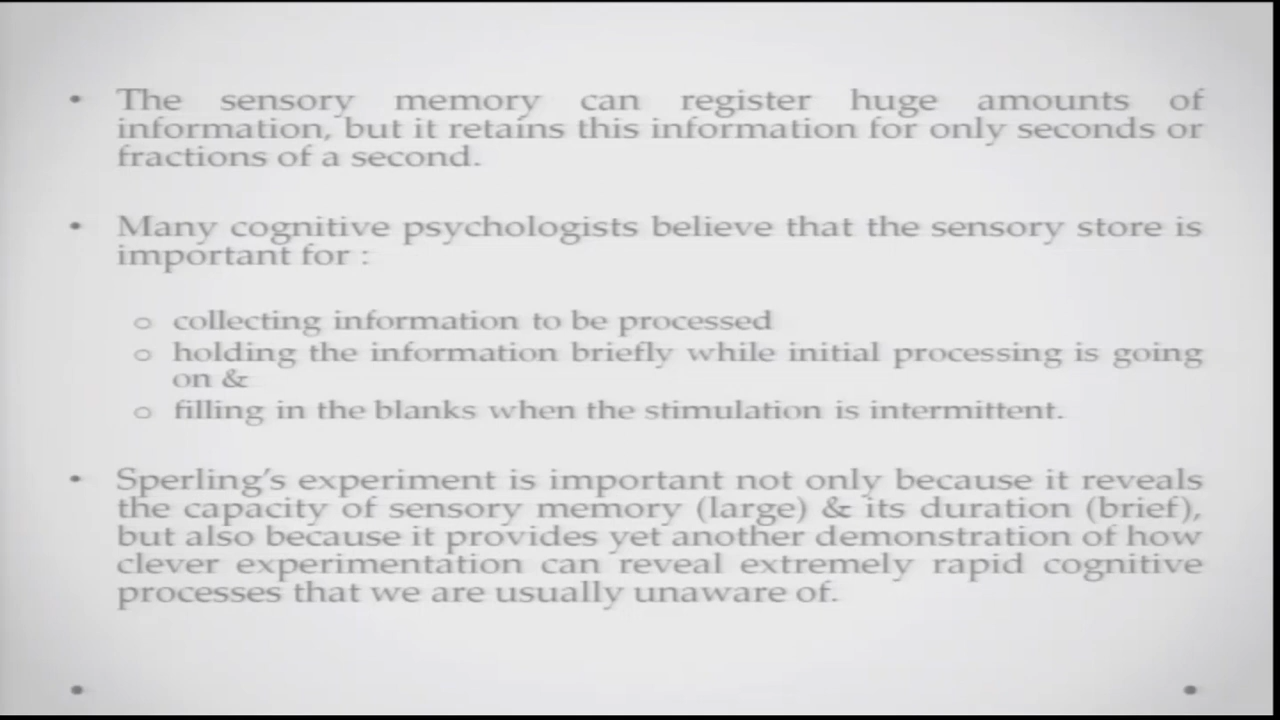 • The sensory memory can register huge amounts of
information, but it retains this information for only seconds or
fractions of a second.
• Many cognitive psychologists believe that the sensory store is
important for :
o collecting information to be processed
o holding the information briefly while initial processing is going
on &
o filling in the blanks when the stimulation is intermittent.
• Sperling's experiment is important not only because it reveals
the capacity of sensory memory (large) & its duration (brief),
but also because it provides yet another demonstration of how
clever experimentation can reveal extremely rapid cognitive
processes that we are usually unaware of.